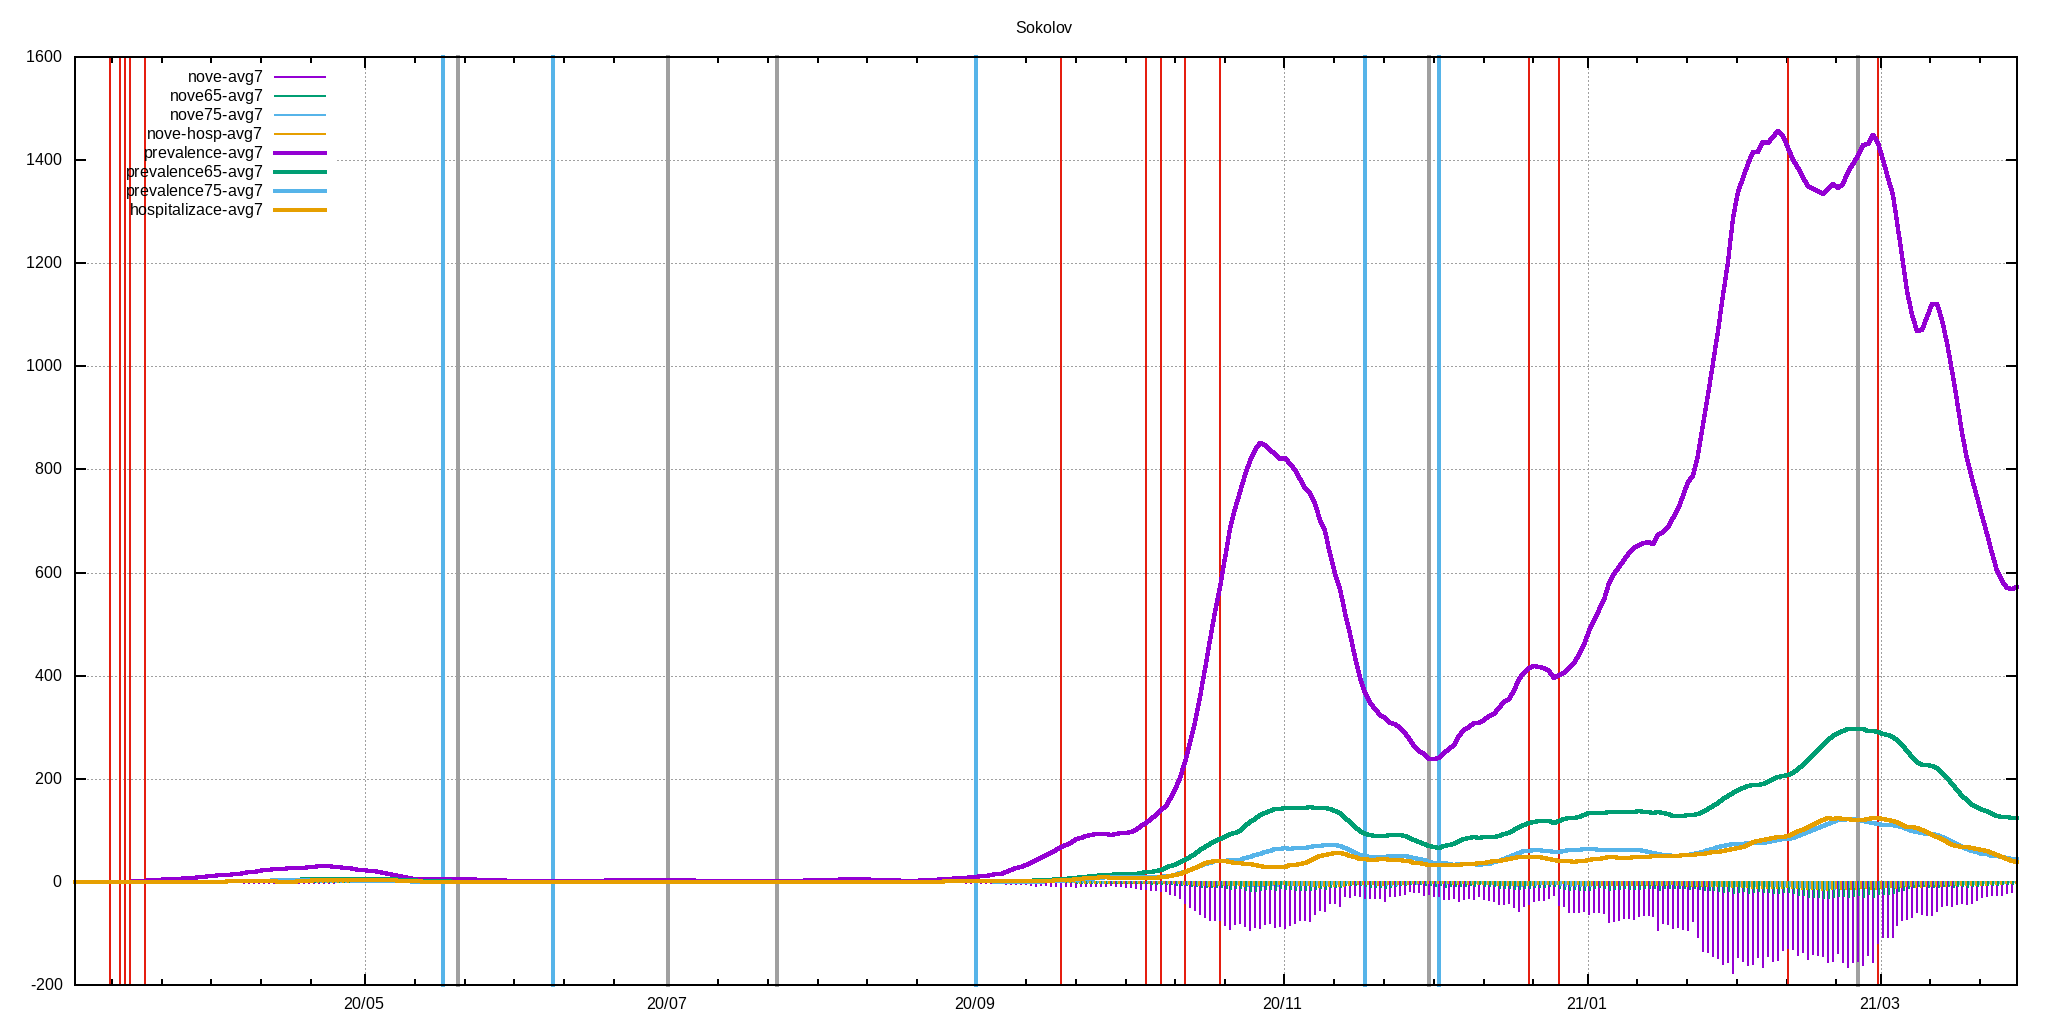 Sokolov
1600
1400
1200
1000
800
600
400
200
0
-200
nove-avg7
nove65-avg7
nove75-avg7
nove-hosp-avg7
prevalence-avg7
prevalence65-avg7
prevalence75-avg7
hospitalizace-avg7
20/05
20/07
20/09
20/11
21/01
21/03